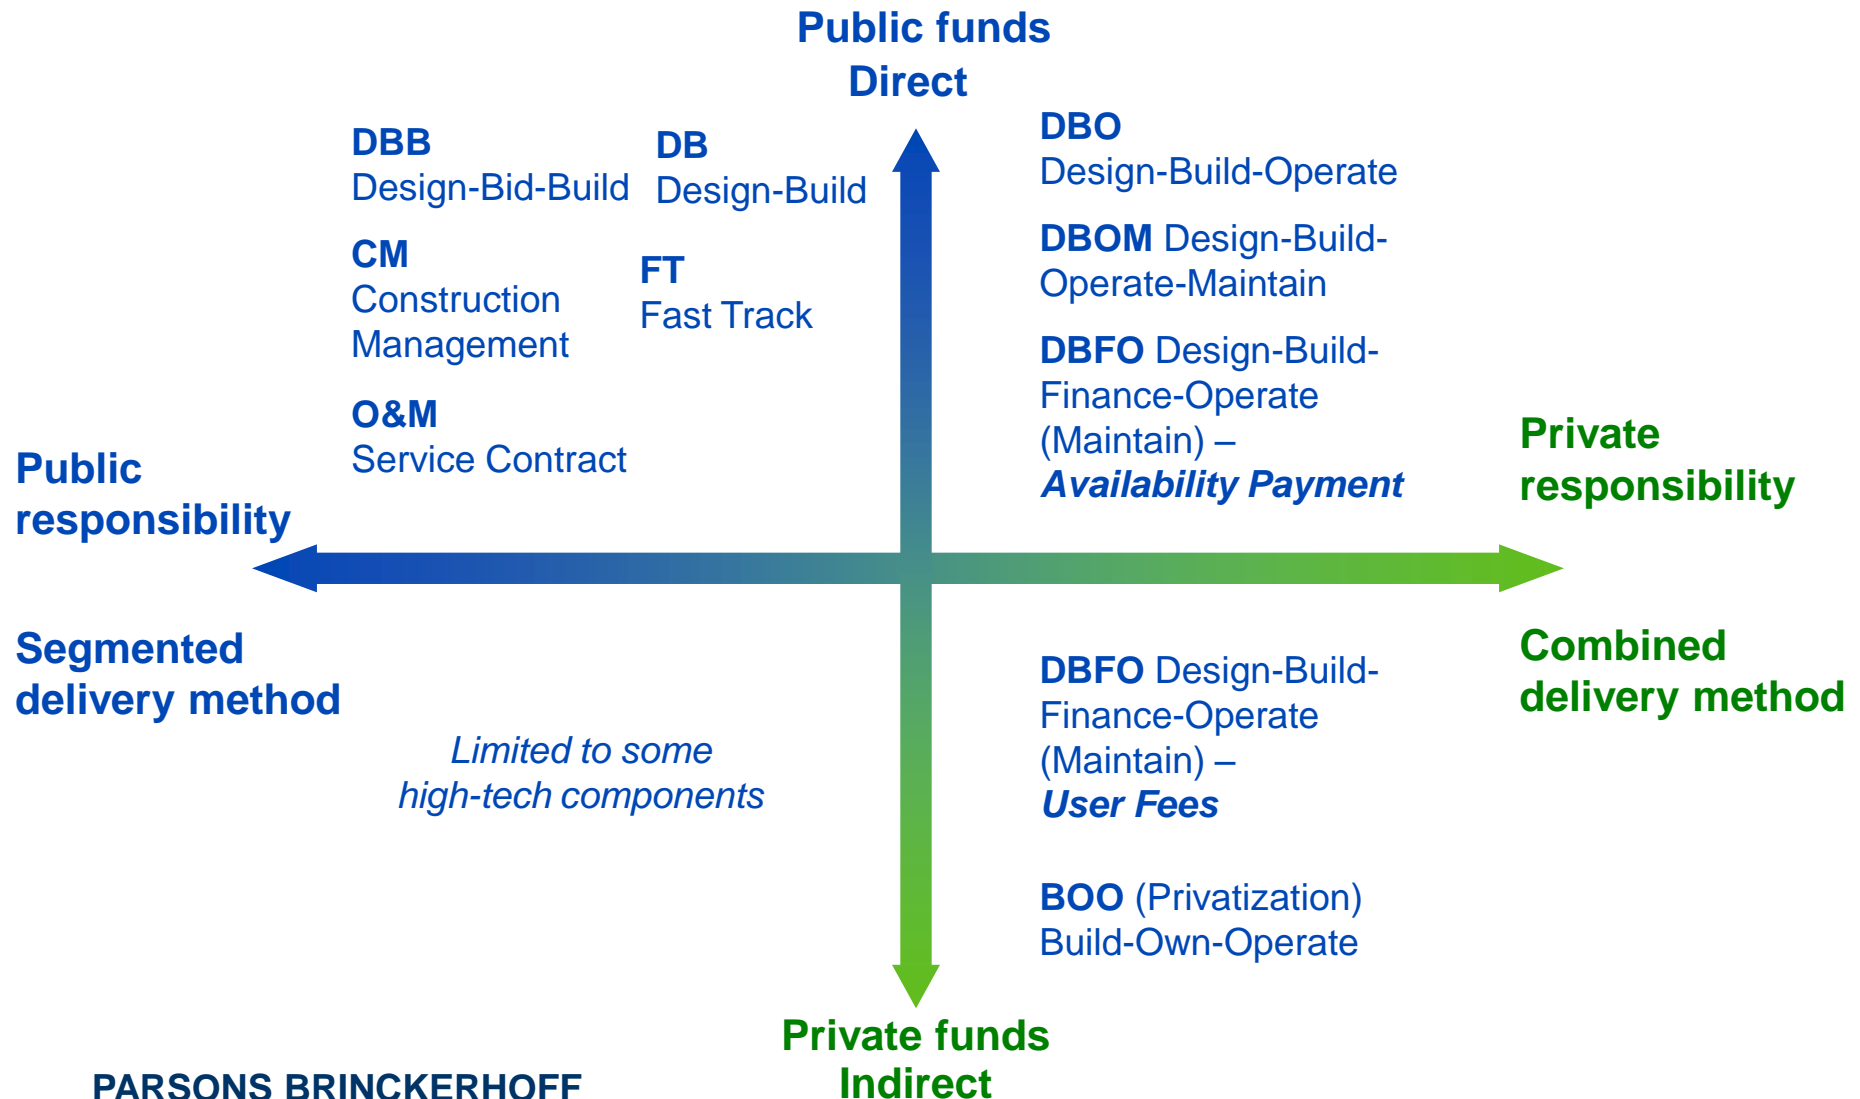 Public funds
Direct
DBB
Design-Bid-Build
DB
Design-Build
CM
Construction
Management
FT
Fast Track
O&M
Service Contract
DBO
Design-Build-Operate
DBOM Design-Build-
Operate-Maintain
DBFO Design-Build-
Finance-Operate
(Maintain) –
Availability Payment
Public
responsibility
Private
responsibility
Segmented
delivery method
Combined
delivery method
Limited to some
high-tech components
DBFO Design-Build-
Finance-Operate
(Maintain) –
User Fees
BOO (Privatization)
Build-Own-Operate
Private funds
Indirect
PARSONS BRINCKERHOFF